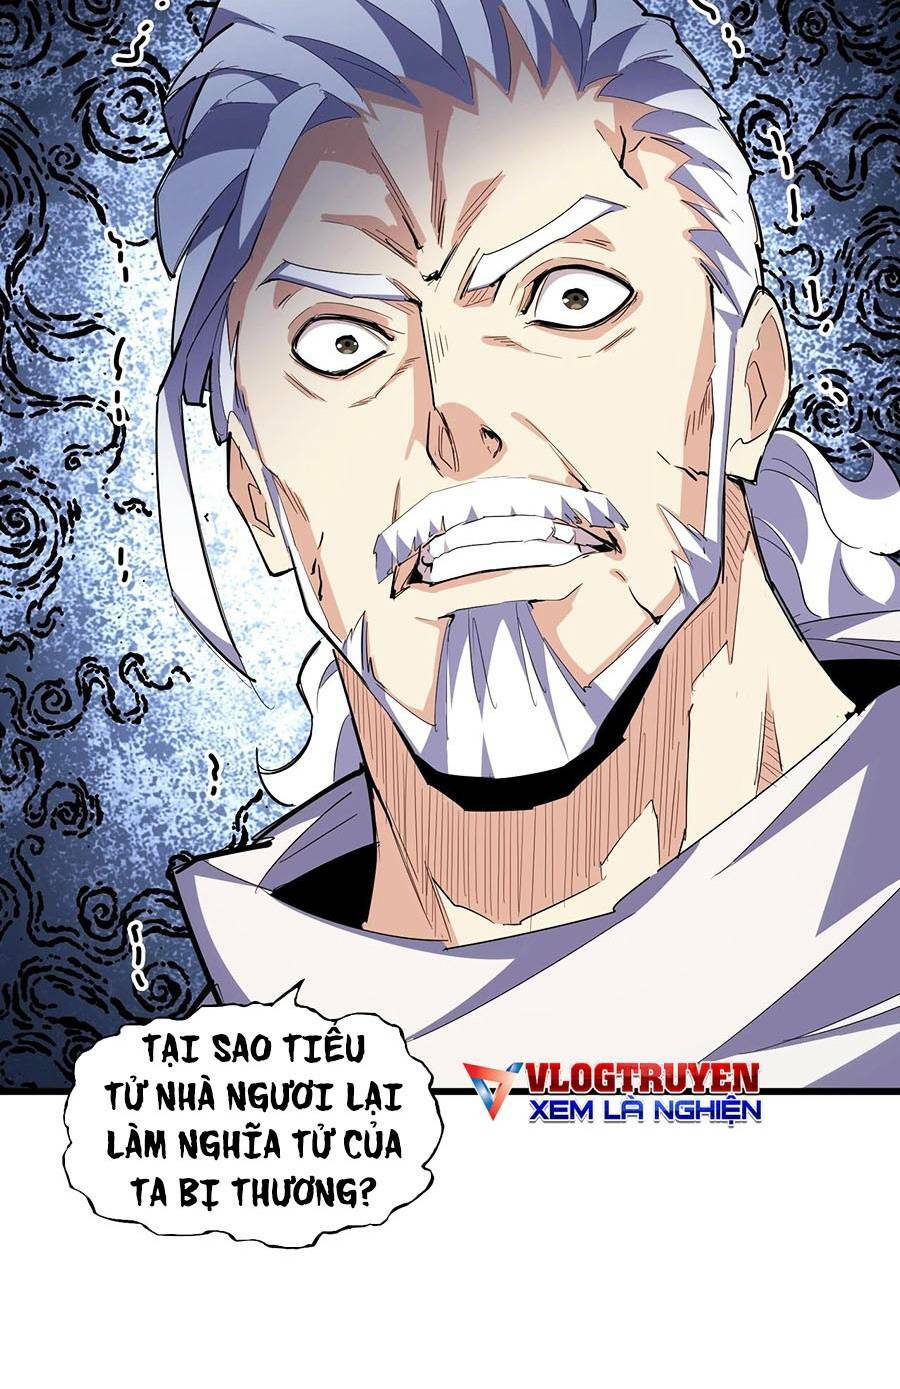 TẠI SAO TIỂU
TỬ NHÀ NGƯƠI LẠI
LÀM NGHĨA TỬ CỦA
TA BỊ THƯƠNG?
VLOGTRUYEN
XEM LÀ NGHIỆN